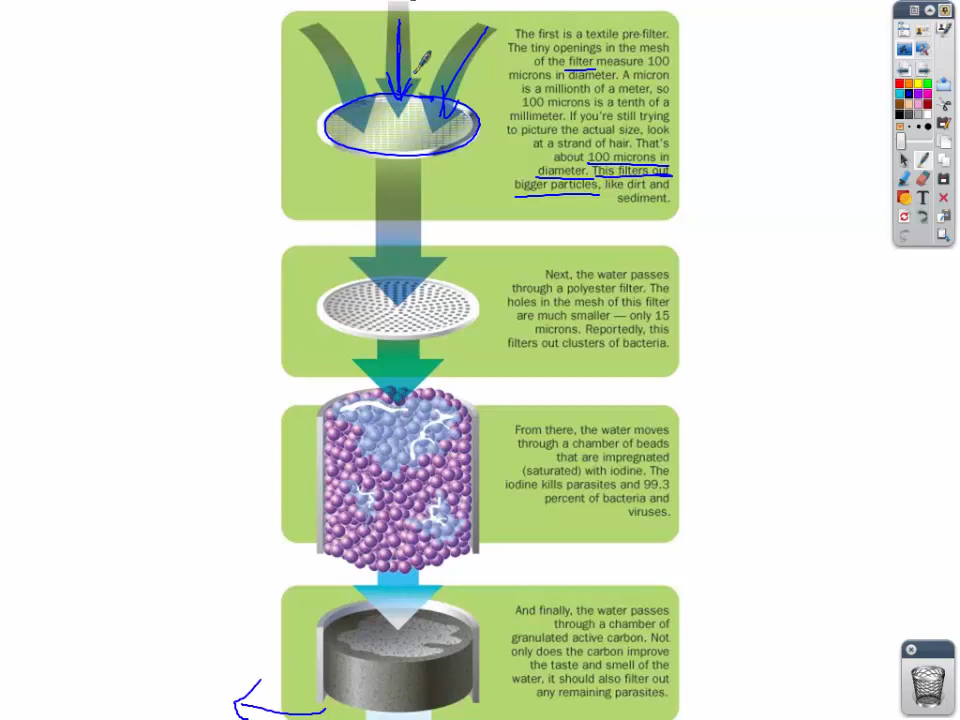 The first is a textile pre-filter.
The tiny openings in the mesh
of the filter measure 100
microns in diameter. A micron
is a millionth of a meter, so
100 microns is a tenth of a
millimeter. If you're still trying
to picture the actual size, look
at a strand of hair. That's
about 100 microns in
diameter. This filters out
bigger particles, like dirt and
sediment.
Next, the water passes
through a polyester filter. The
holes in the mesh of this filter
are much smaller — only 15
microns. Reportedly, this
filters out clusters of bacteria.
From there, the water moves
through a chamber of beads
that are impregnated
(saturated) with iodine. The
iodine kills parasites and 99.3
percent of bacteria and
viruses.
And finally, the water passes
through a chamber of
granulated active carbon. Not
only does the carbon improve
the taste and smell of the
water, it should also filter out
any remaining parasites.
T